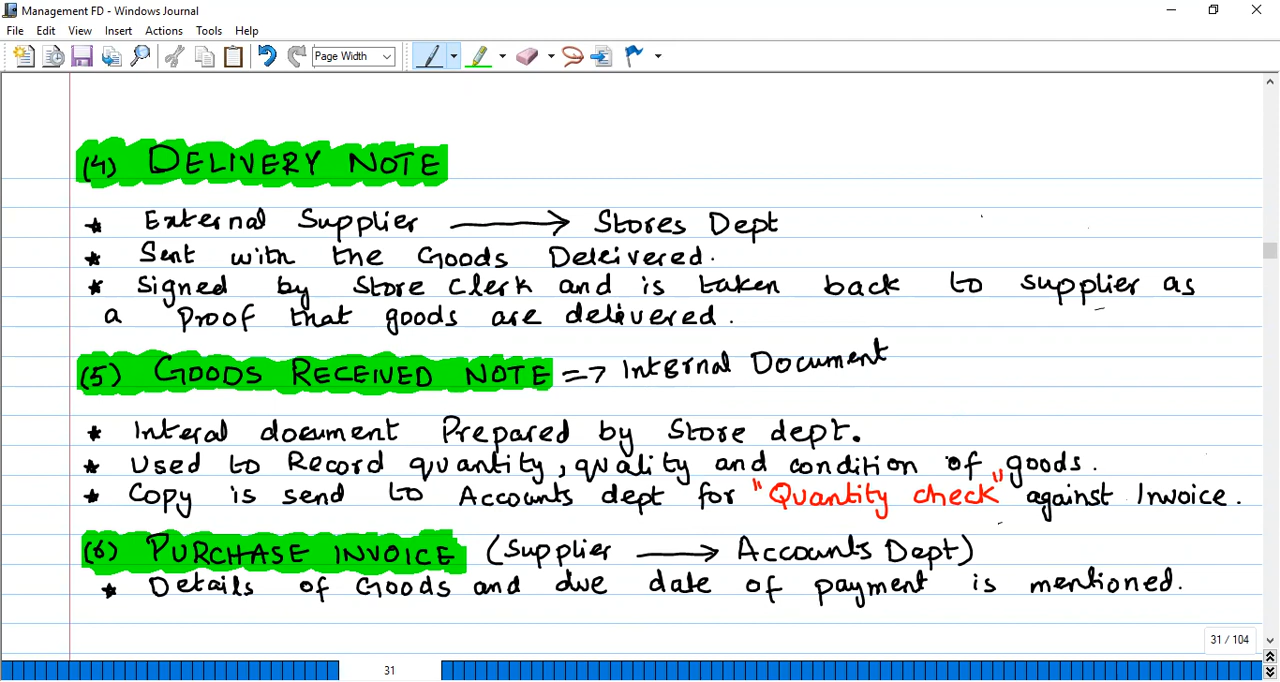 Management FD - Windows Journal
File Edit View Insert Actions Tools Help
Page Width
(4) DELIVERY NOTE
★ External Supplier ⟶ Stores Dept
★ Sent with the Goods Deleivered.
★ Signed by Store Clerk and is taken back to supplier as
a Proof that goods are delivered.
(5) GOODS RECEIVED NOTE => Internal Document
★ Interal document Prepared by Store dept.
★ Used to Record quantity, quality and condition of goods.
★ Copy is send to Accounts dept for "Quantity check" against Invoice.
(6) PURCHASE INVOICE (Supplier ⟶ Accounts Dept)
★ Details of Goods and due date of payment is mentioned.
31 / 104
31